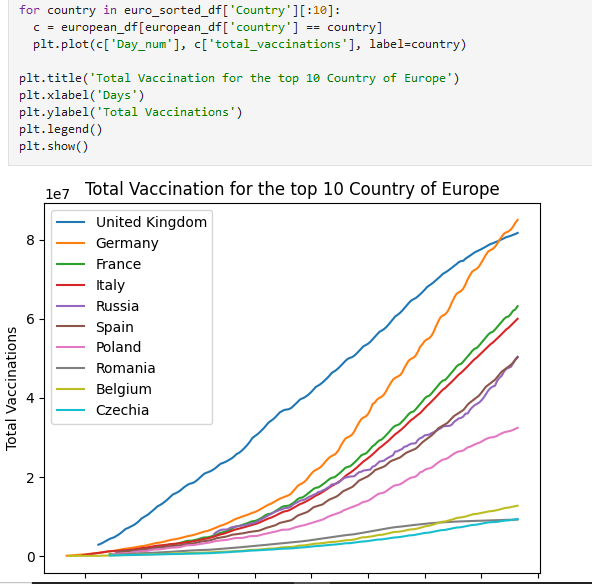 for country in euro_sorted_df['Country'][:10]:
c = european_df[european_df['country'] == country]
plt.plot(c['Day_num'], c['total_vaccinations'], label=country)
plt.title('Total Vaccination for the top 10 Country of Europe')
plt.xlabel('Days')
plt.ylabel('Total Vaccinations')
plt.legend()
plt.show()
1e7
Total Vaccination for the top 10 Country of Europe
United Kingdom
Germany
France
Italy
Russia
Spain
Poland
Romania
Belgium
Czechia
8
6
4
2
0
Total Vaccinations